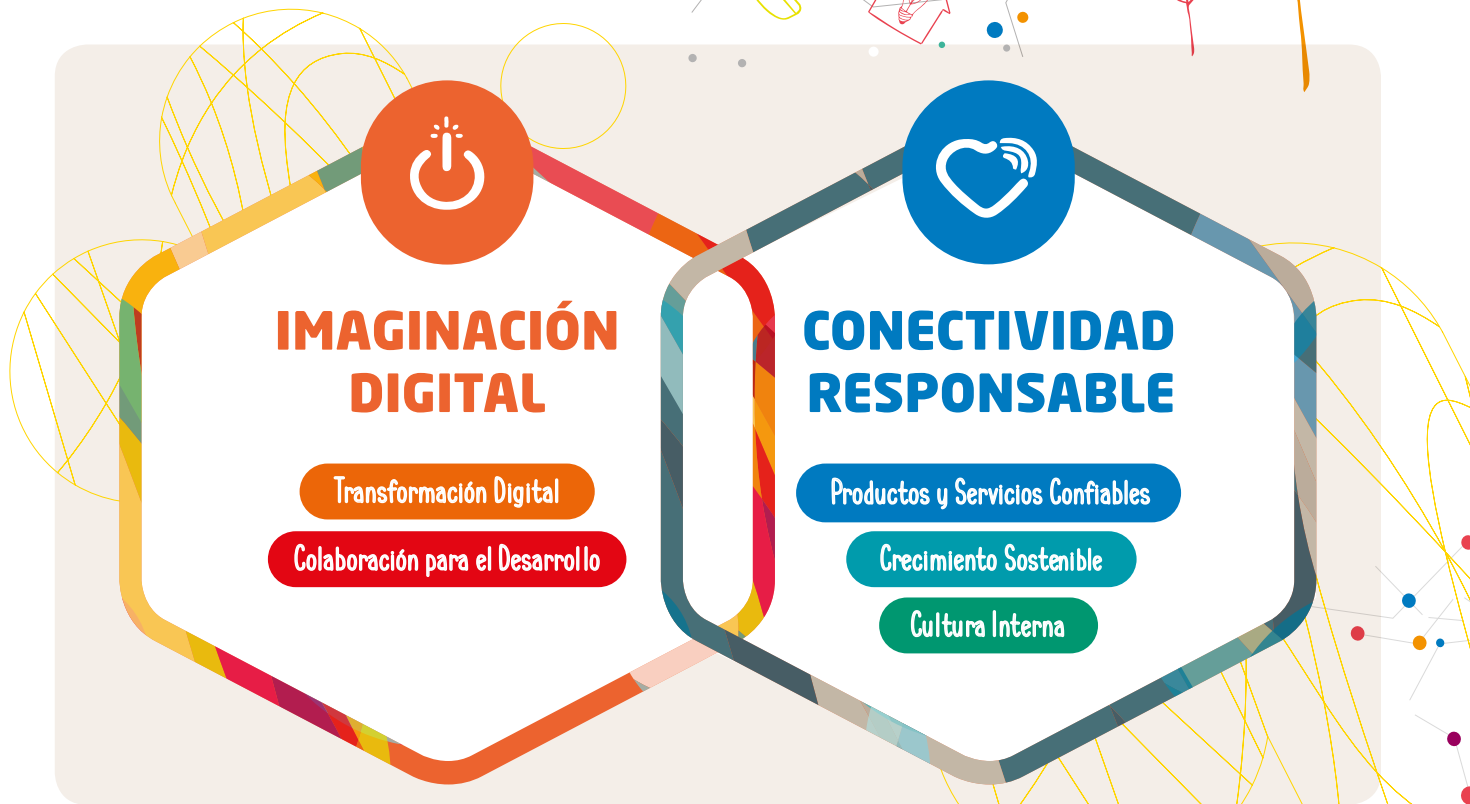 IMAGINACIÓN
DIGITAL
Transformación Digital
Colaboración para el Desarrollo
CONECTIVIDAD
RESPONSABLE
Productos y Servicios Confiables
Crecimiento Sostenible
Cultura Interna